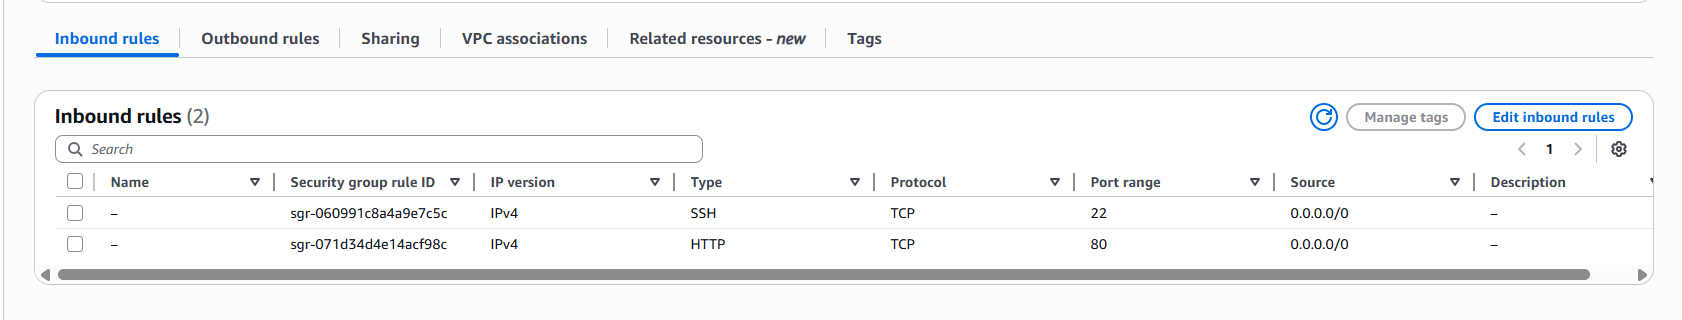 Inbound rules Outbound rules Sharing VPC associations Related resources - new Tags
Inbound rules (2) Manage tags Edit inbound rules
Search 1
Name Security group rule ID IP version Type Protocol Port range Source Description
– sgr-060991c8a4a9e7c5c IPv4 SSH TCP 22 0.0.0.0/0 –
– sgr-071d34d4e14acf98c IPv4 HTTP TCP 80 0.0.0.0/0 –